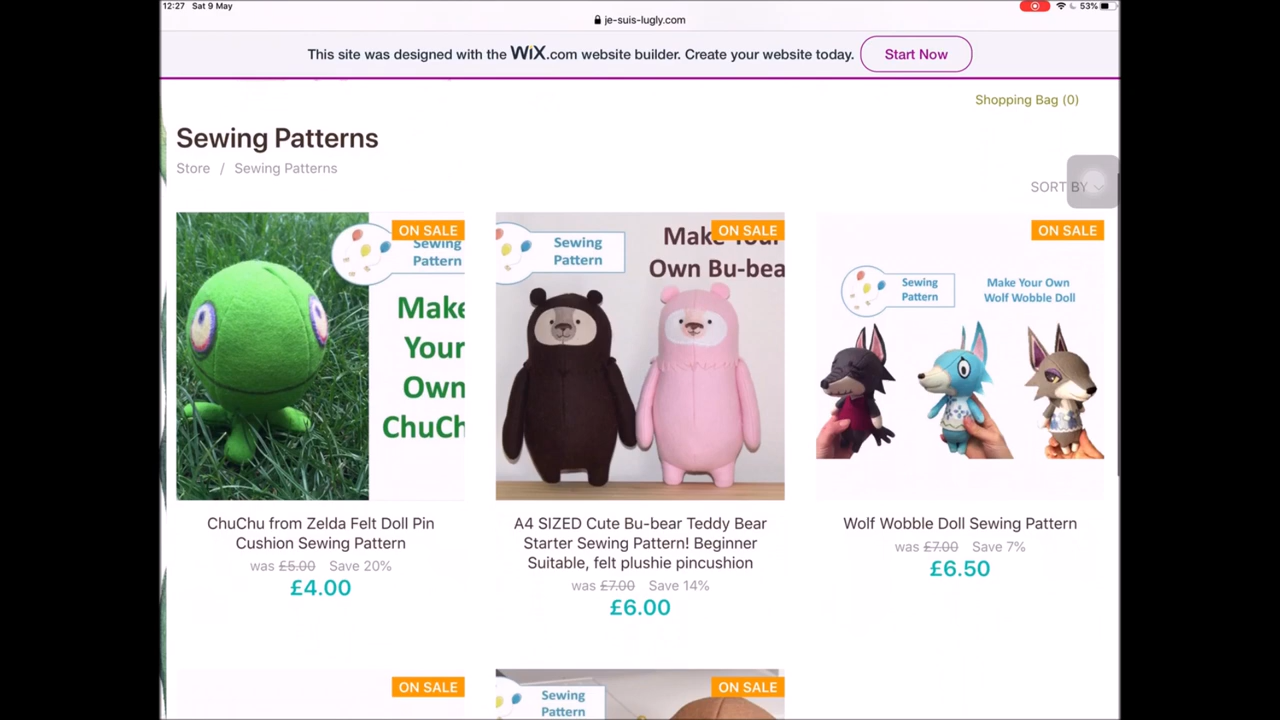 12:27 Sat 9 May
53%
je-suis-lugly.com
This site was designed with the WiX.com website builder. Create your website today.
Start Now
Shopping Bag (0)
Sewing Patterns
Store / Sewing Patterns
SORT BY
ON SALE
Sewing
Pattern
Make
Your
Own
ChuCh
ChuChu from Zelda Felt Doll Pin
Cushion Sewing Pattern
was £5.00 Save 20%
£4.00
ON SALE
Sewing
Pattern
Make Your
Own Bu-bea
A4 SIZED Cute Bu-bear Teddy Bear
Starter Sewing Pattern! Beginner
Suitable, felt plushie pincushion
was £7.00 Save 14%
£6.00
ON SALE
Sewing
Pattern
Make Your Own
Wolf Wobble Doll
Wolf Wobble Doll Sewing Pattern
was £7.00 Save 7%
£6.50
ON SALE
ON SALE
Sewing
Pattern